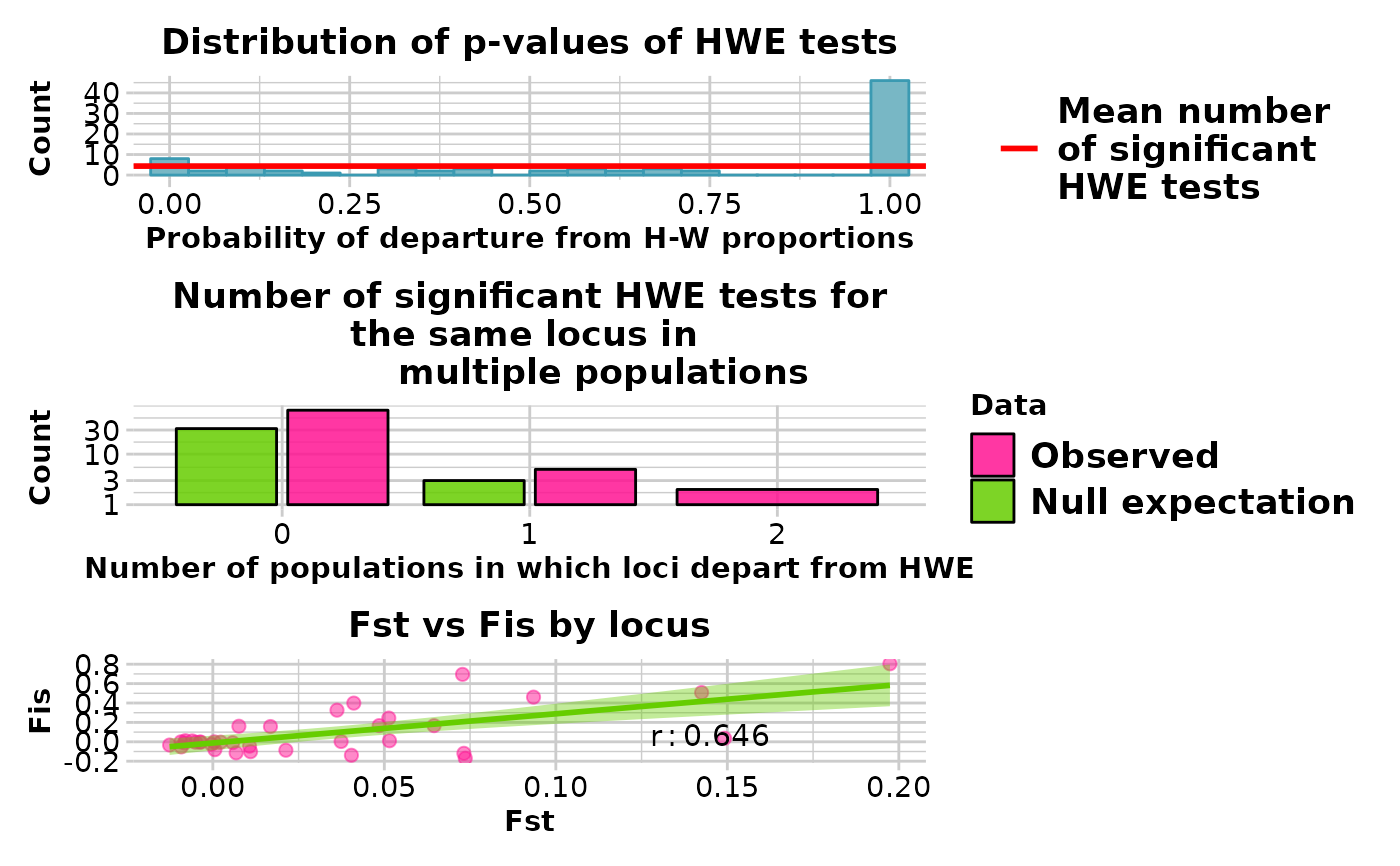 Distribution of p-values of HWE tests
Count
40
30
20
10
0
0.00 0.25 0.50 0.75 1.00
Probability of departure from H-W proportions
Mean number
of significant
HWE tests
Number of significant HWE tests for
the same locus in
multiple populations
Count
30
10
3
1
0 1 2
Number of populations in which loci depart from HWE
Data
Observed
Null expectation
Fst vs Fis by locus
Fis
0.8
0.6
0.4
0.2
0.0
-0.2
r : 0.646
0.00 0.05 0.10 0.15 0.20
Fst